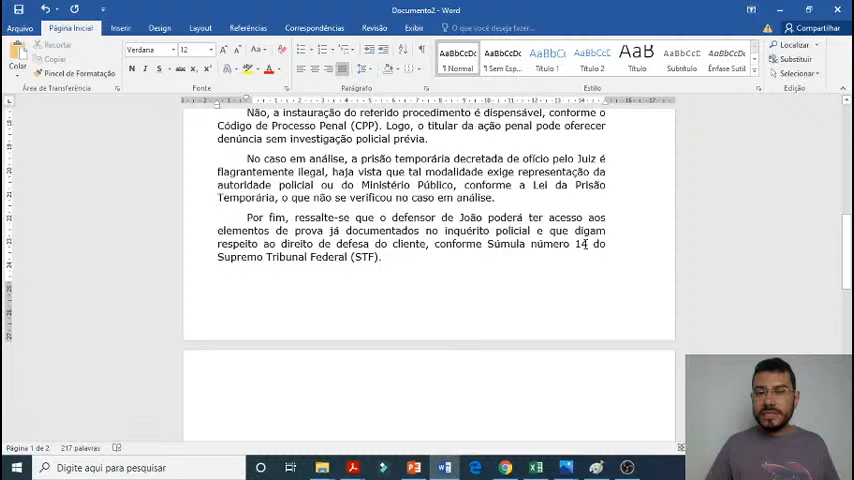 Documento2 - Word
Arquivo Página Inicial Inserir Design Layout Referências Correspondências Revisão Exibir O que você deseja fazer... Compartilhar
Colar
Recortar
Copiar
Pincel de Formatação
Área de Transferência
Verdana 12
N I S abc x₂ x²
Fonte
Parágrafo
AaBbCcDc AaBbCcDc AaBbCc AaBbCcD AaB AaBbCcD AaBbCcDc
¶ Normal ¶ Sem Esp... Título 1 Título 2 Título Subtítulo Ênfase Sutil
Estilo
Localizar
Substituir
Selecionar
Edição
Não, a instauração do referido procedimento é dispensável, conforme o
Código de Processo Penal (CPP). Logo, o titular da ação penal pode oferecer
denúncia sem investigação policial prévia.
No caso em análise, a prisão temporária decretada de ofício pelo Juiz é
flagrantemente ilegal, haja vista que tal modalidade exige representação da
autoridade policial ou do Ministério Público, conforme a Lei da Prisão
Temporária, o que não se verificou no caso em análise.
Por fim, ressalte-se que o defensor de João poderá ter acesso aos
elementos de prova já documentados no inquérito policial e que digam
respeito ao direito de defesa do cliente, conforme Súmula número 14 do
Supremo Tribunal Federal (STF).
Página 1 de 2 217 palavras
Digite aqui para pesquisar